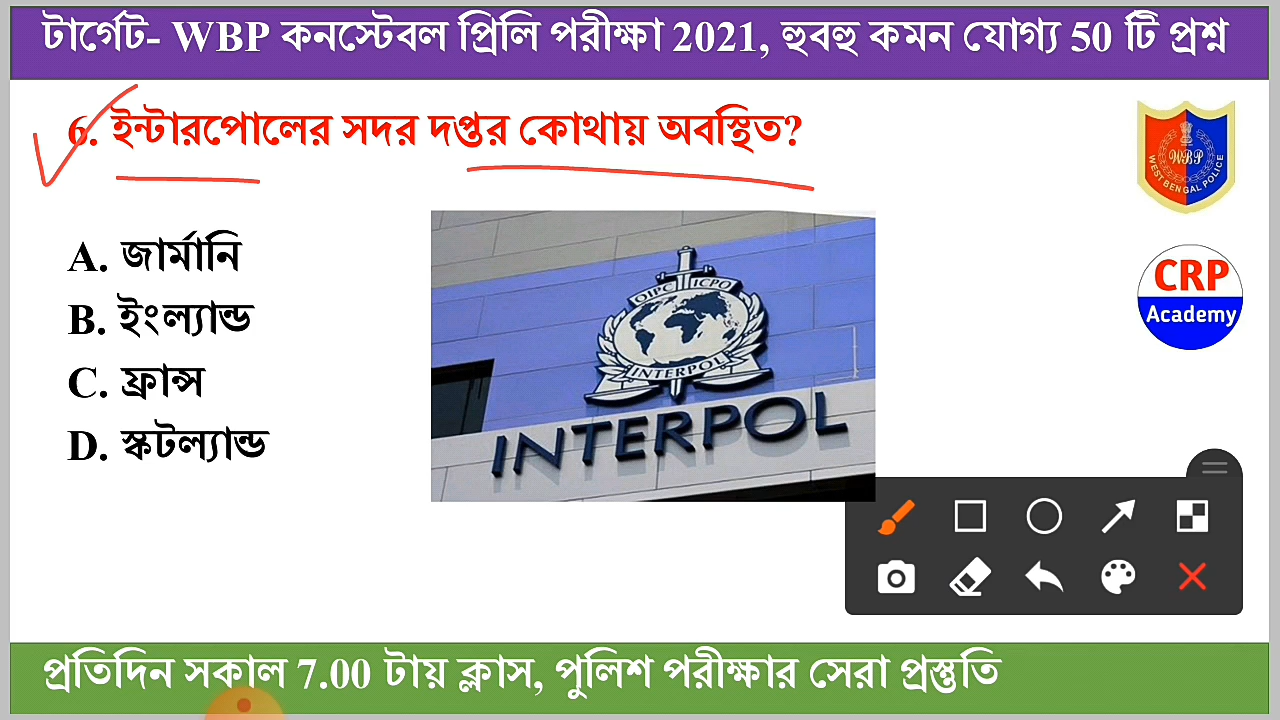 টার্গেট- WBP কনস্টেবল প্রিলি পরীক্ষা 2021, হুবহু কমন যোগ্য 50 টি প্রশ্ন
6. ইন্টারপোলের সদর দপ্তর কোথায় অবস্থিত?
A. জার্মানি
B. ইংল্যান্ড
C. ফ্রান্স
D. স্কটল্যান্ড
OIPC ICPO
INTERPOL
INTERPOL
WBP
WEST BENGAL POLICE
CRP
Academy
প্রতিদিন সকাল 7.00 টায় ক্লাস, পুলিশ পরীক্ষার সেরা প্রস্তুতি